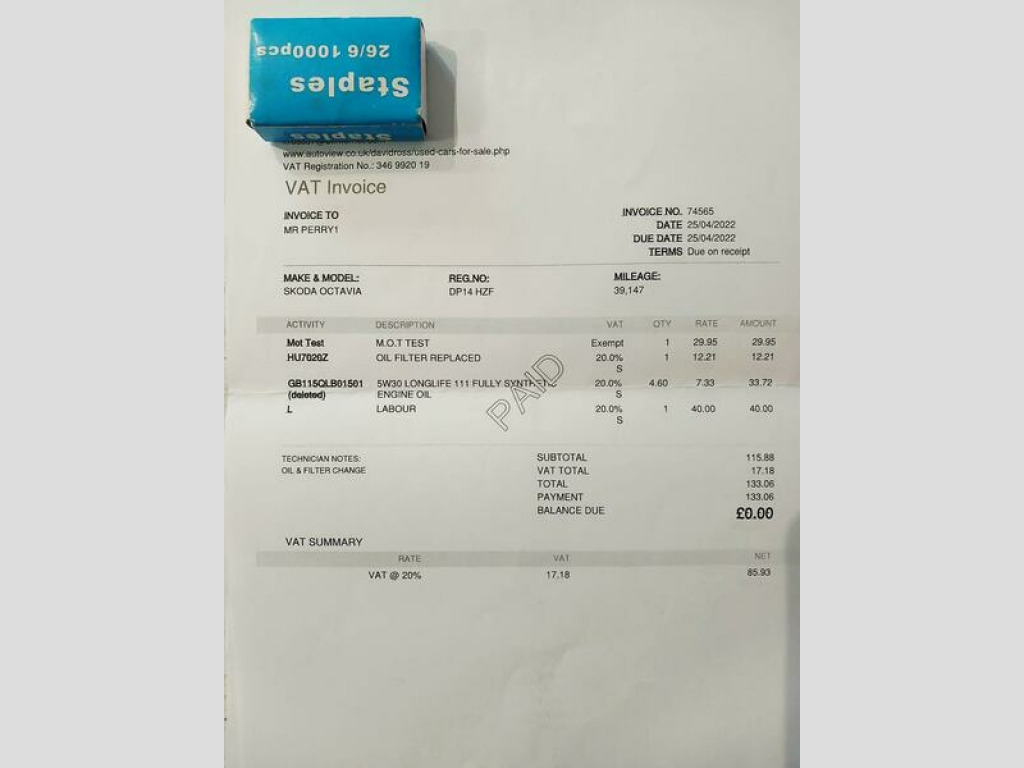 26/6 1000pcs
Staples
Staples
www.autoview.co.uk/davidross/used-cars-for-sale.php
VAT Registration No.: 346 9920 19
VAT Invoice
INVOICE TO
MR PERRY1
INVOICE NO. 74565
DATE 25/04/2022
DUE DATE 25/04/2022
TERMS Due on receipt
MAKE & MODEL: REG.NO: MILEAGE:
SKODA OCTAVIA DP14 HZF 39,147
ACTIVITY DESCRIPTION VAT QTY RATE AMOUNT
Mot Test M.O.T TEST Exempt 1 29.95 29.95
HU7020Z OIL FILTER REPLACED 20.0% 1 12.21 12.21
S
GB115QLB01501 5W30 LONGLIFE 111 FULLY SYNTHETIC 20.0% 4.60 7.33 33.72
(deleted) ENGINE OIL S
L LABOUR 20.0% 1 40.00 40.00
S
PAID
TECHNICIAN NOTES:
OIL & FILTER CHANGE
SUBTOTAL 115.88
VAT TOTAL 17.18
TOTAL 133.06
PAYMENT 133.06
BALANCE DUE £0.00
VAT SUMMARY
RATE VAT NET
VAT @ 20% 17.18 85.93